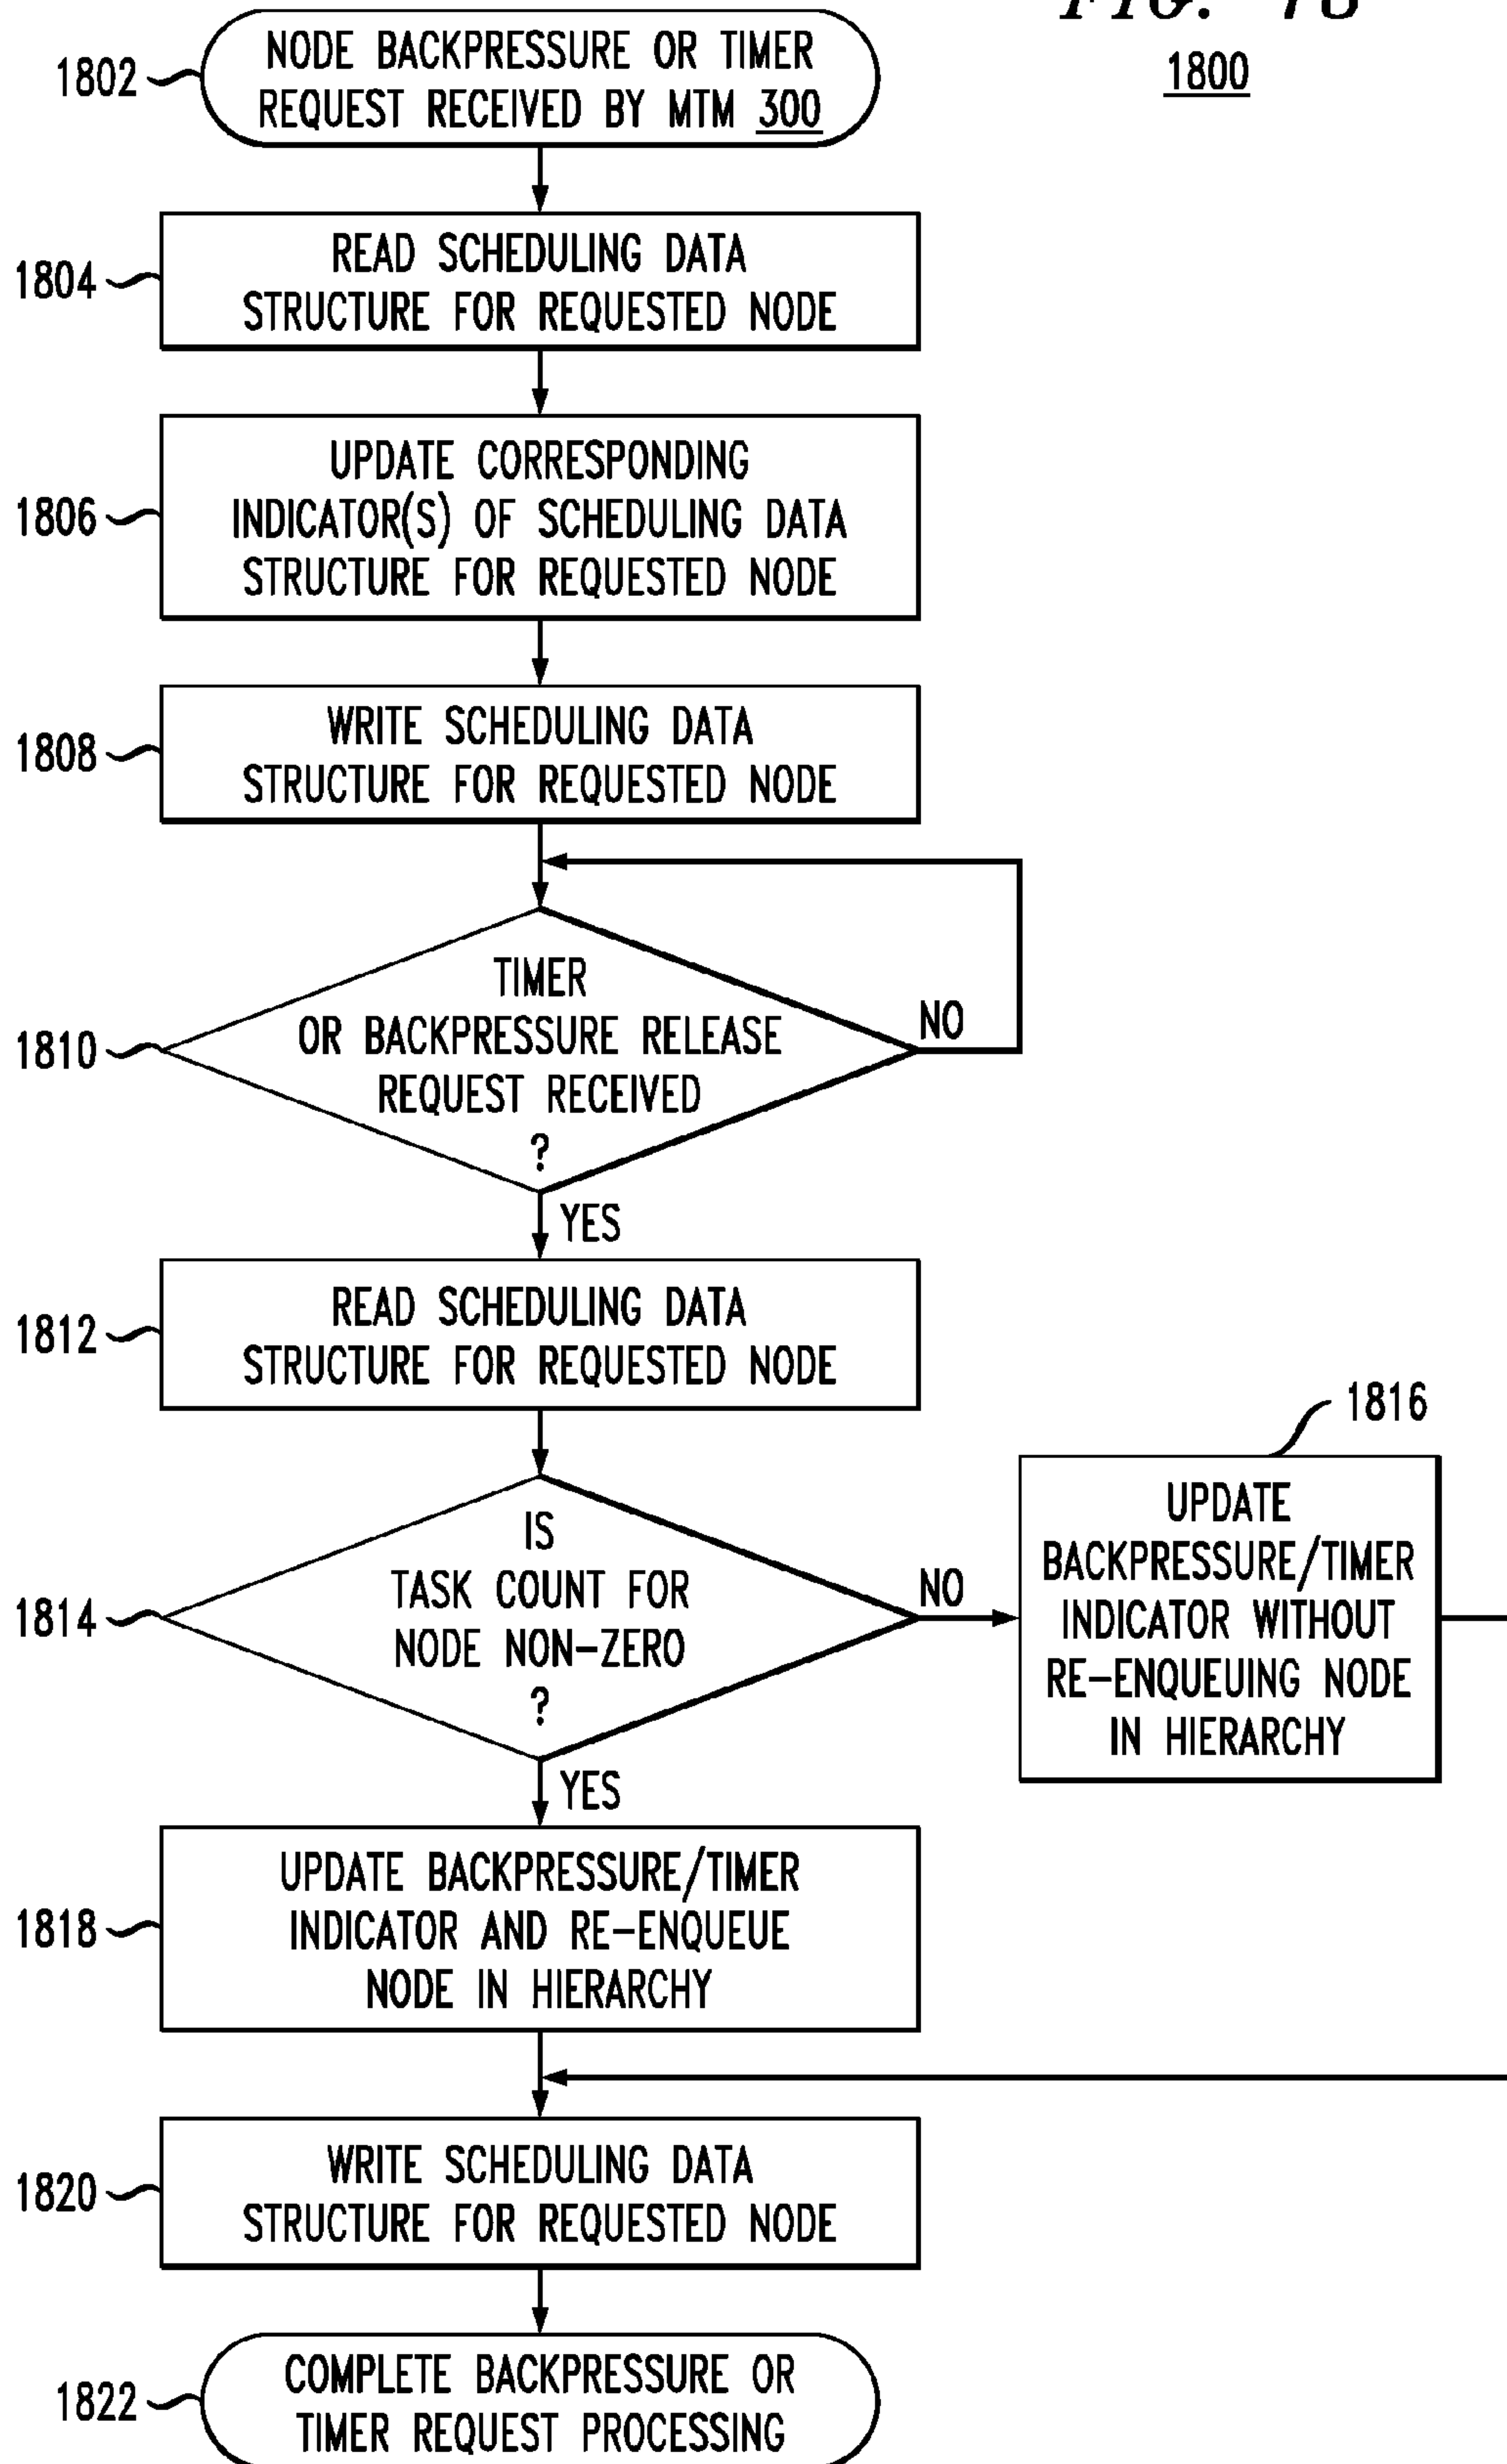 FIG. 18
1800
1802
NODE BACKPRESSURE OR TIMER
REQUEST RECEIVED BY MTM 300
1804
READ SCHEDULING DATA
STRUCTURE FOR REQUESTED NODE
1806
UPDATE CORRESPONDING
INDICATOR(S) OF SCHEDULING DATA
STRUCTURE FOR REQUESTED NODE
1808
WRITE SCHEDULING DATA
STRUCTURE FOR REQUESTED NODE
1810
TIMER
OR BACKPRESSURE RELEASE
REQUEST RECEIVED
?
NO
YES
1812
READ SCHEDULING DATA
STRUCTURE FOR REQUESTED NODE
1814
IS
TASK COUNT FOR
NODE NON-ZERO
?
NO
1816
UPDATE
BACKPRESSURE/TIMER
INDICATOR WITHOUT
RE-ENQUEUING NODE
IN HIERARCHY
YES
1818
UPDATE BACKPRESSURE/TIMER
INDICATOR AND RE-ENQUEUE
NODE IN HIERARCHY
1820
WRITE SCHEDULING DATA
STRUCTURE FOR REQUESTED NODE
1822
COMPLETE BACKPRESSURE OR
TIMER REQUEST PROCESSING